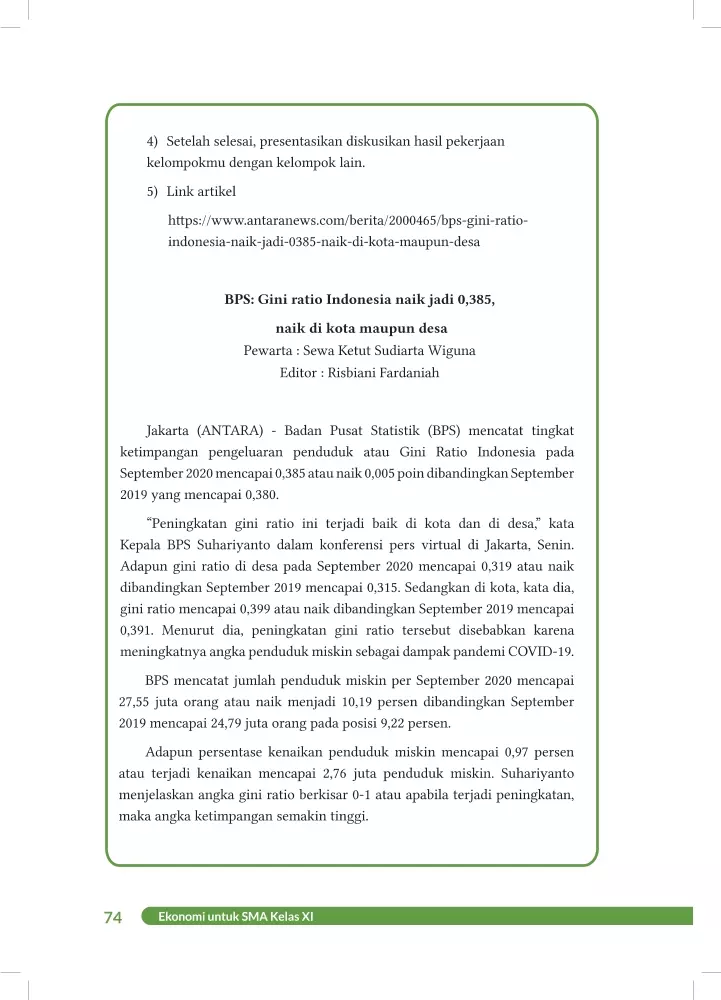 4) Setelah selesai, presentasikan diskusikan hasil pekerjaan
kelompokmu dengan kelompok lain.
5) Link artikel
https://www.antaranews.com/berita/2000465/bps-gini-ratio-
indonesia-naik-jadi-0385-naik-di-kota-maupun-desa
BPS: Gini ratio Indonesia naik jadi 0,385,
naik di kota maupun desa
Pewarta : Sewa Ketut Sudiarta Wiguna
Editor : Risbiani Fardaniah
Jakarta (ANTARA) - Badan Pusat Statistik (BPS) mencatat tingkat
ketimpangan pengeluaran penduduk atau Gini Ratio Indonesia pada
September 2020 mencapai 0,385 atau naik 0,005 poin dibandingkan September
2019 yang mencapai 0,380.
“Peningkatan gini ratio ini terjadi baik di kota dan di desa,” kata
Kepala BPS Suhariyanto dalam konferensi pers virtual di Jakarta, Senin.
Adapun gini ratio di desa pada September 2020 mencapai 0,319 atau naik
dibandingkan September 2019 mencapai 0,315. Sedangkan di kota, kata dia,
gini ratio mencapai 0,399 atau naik dibandingkan September 2019 mencapai
0,391. Menurut dia, peningkatan gini ratio tersebut disebabkan karena
meningkatnya angka penduduk miskin sebagai dampak pandemi COVID-19.
BPS mencatat jumlah penduduk miskin per September 2020 mencapai
27,55 juta orang atau naik menjadi 10,19 persen dibandingkan September
2019 mencapai 24,79 juta orang pada posisi 9,22 persen.
Adapun persentase kenaikan penduduk miskin mencapai 0,97 persen
atau terjadi kenaikan mencapai 2,76 juta penduduk miskin. Suhariyanto
menjelaskan angka gini ratio berkisar 0-1 atau apabila terjadi peningkatan,
maka angka ketimpangan semakin tinggi.
74 Ekonomi untuk SMA Kelas XI